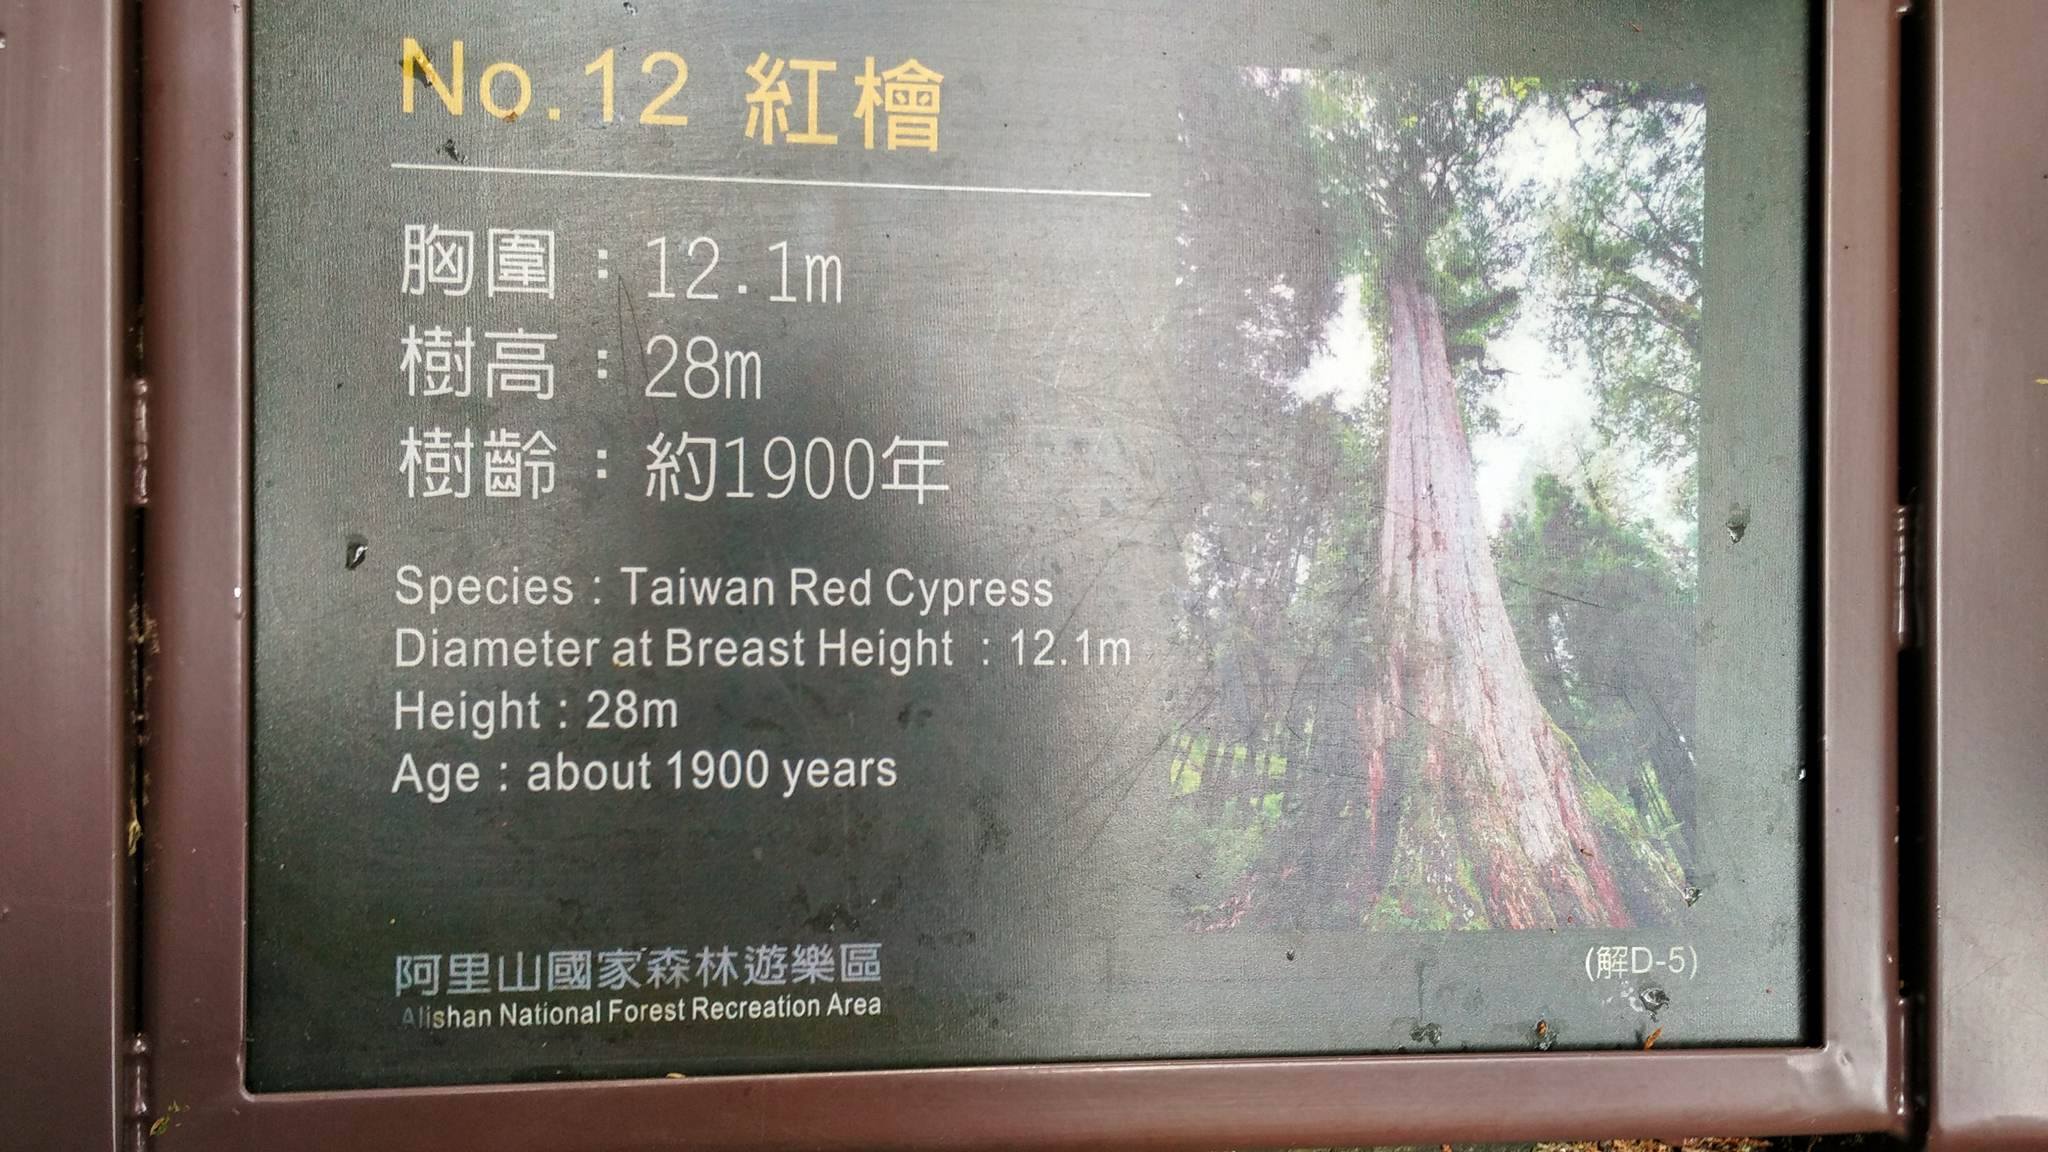 No.12 紅檜
胸圍：12.1m
樹高：28m
樹齡：約1900年
Species : Taiwan Red Cypress
Diameter at Breast Height : 12.1m
Height : 28m
Age : about 1900 years
阿里山國家森林遊樂區
Alishan National Forest Recreation Area
(解D-5)